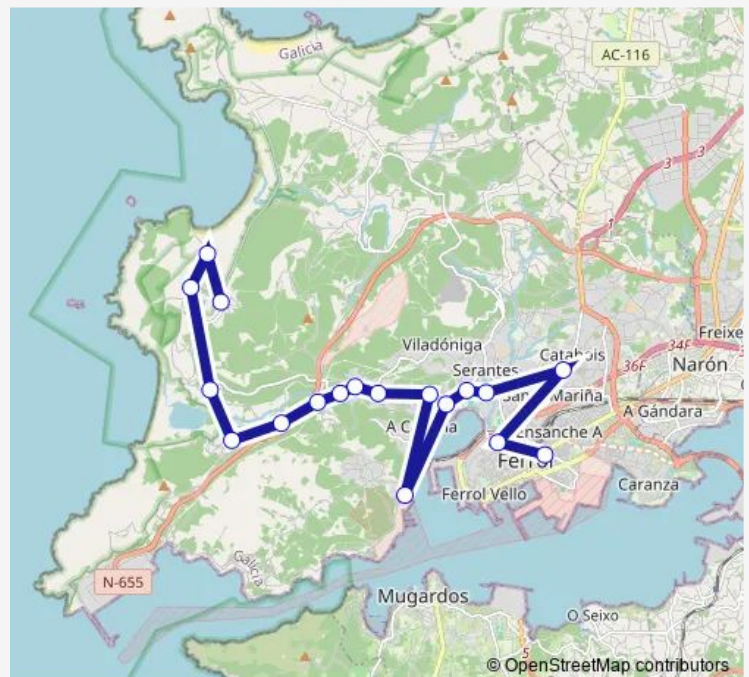 Galicia
AC-116
3
3
1
Viladóniga
Freixe
34F
Catabois
36F
Serantes
Narón
Santa Mariña
A Gándara
Ensanche A
Ferrol
Caranza
Ferrol Vello
Galicia
N-655
Mugardos
O Seixo
5
© OpenStreetMap contributors